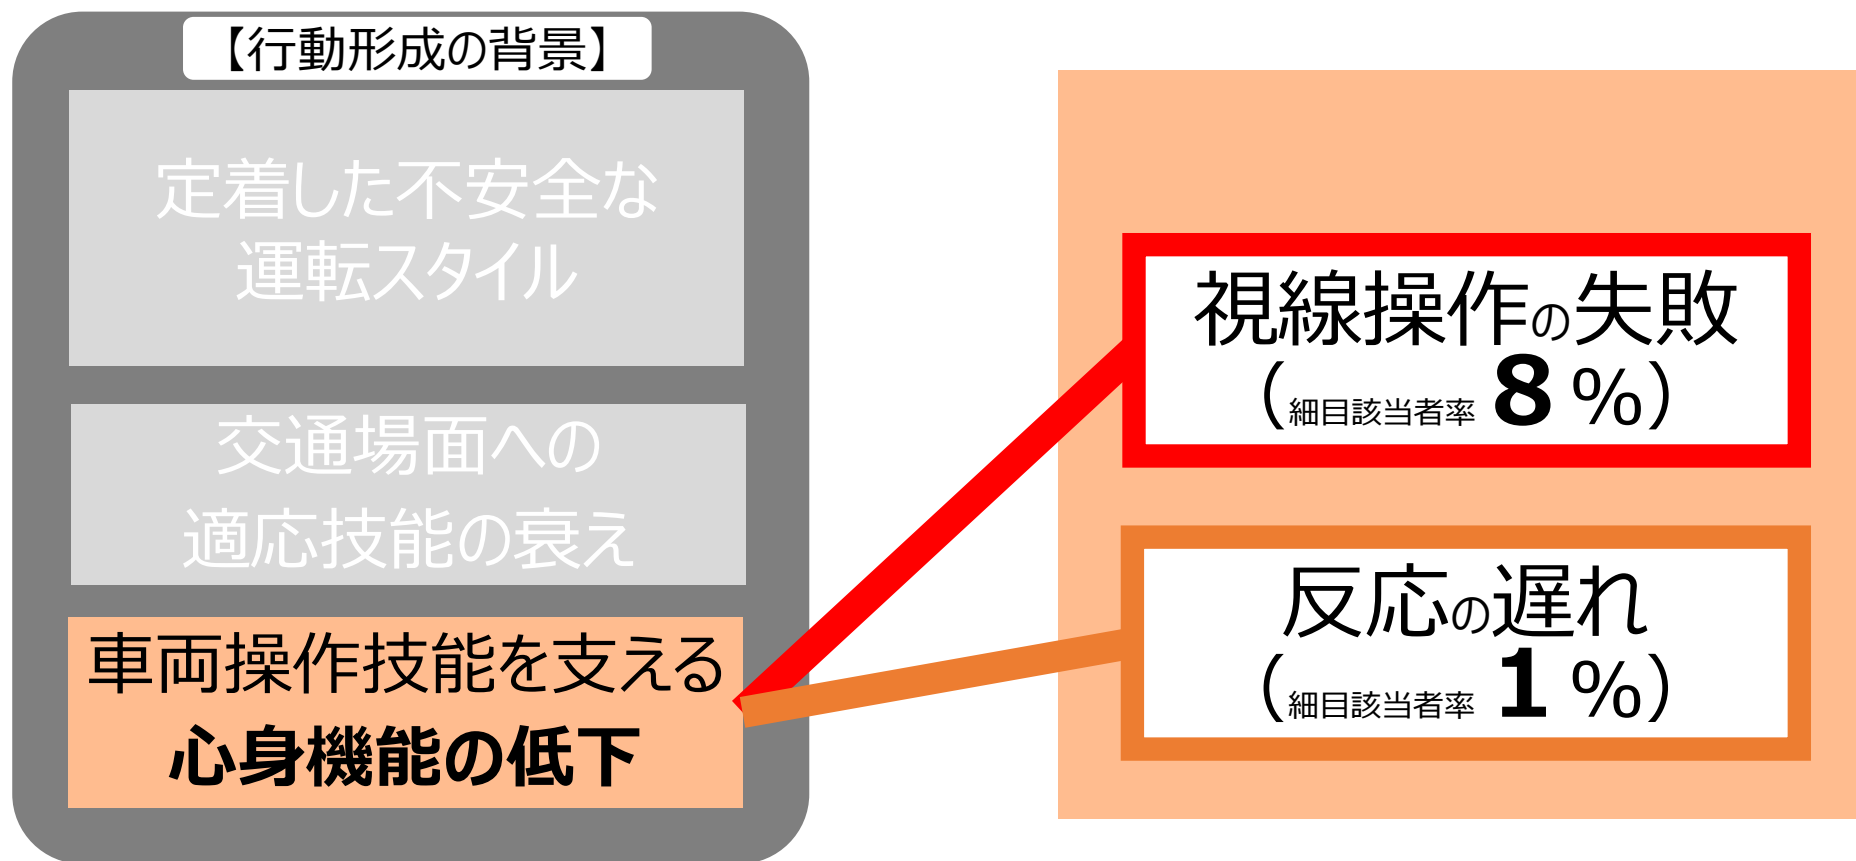 【行動形成の背景】
定着した不安全な
運転スタイル
交通場面への
適応技能の衰え
車両操作技能を支える
心身機能の低下
視線操作の失敗
（細目該当者率 8 %）
反応の遅れ
（細目該当者率 1 %）